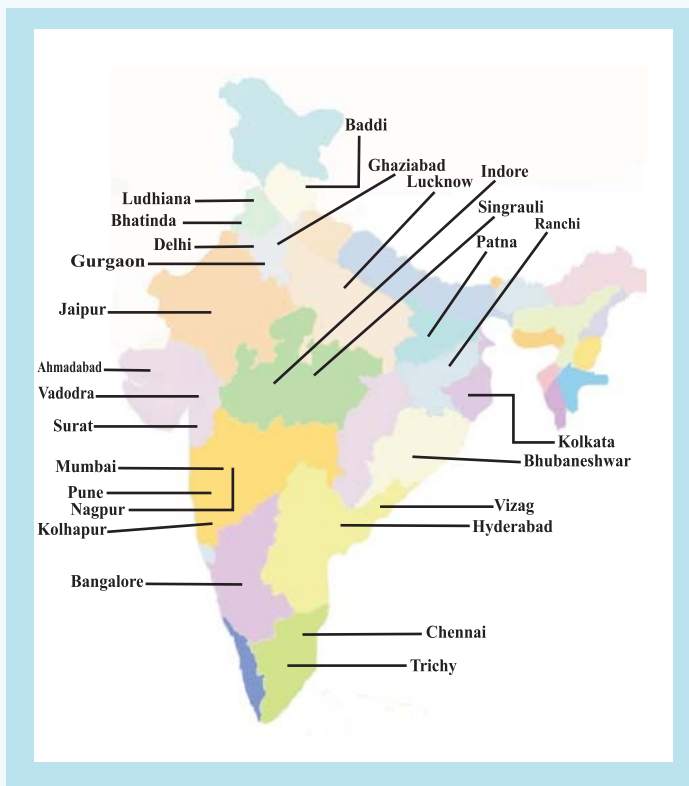 Baddi
Ghaziabad
Lucknow
Indore
Singrauli
Ranchi
Patna
Ludhiana
Bhatinda
Delhi
Gurgaon
Jaipur
Ahmadabad
Vadodra
Surat
Mumbai
Pune
Nagpur
Kolhapur
Bangalore
Kolkata
Bhubaneshwar
Vizag
Hyderabad
Chennai
Trichy